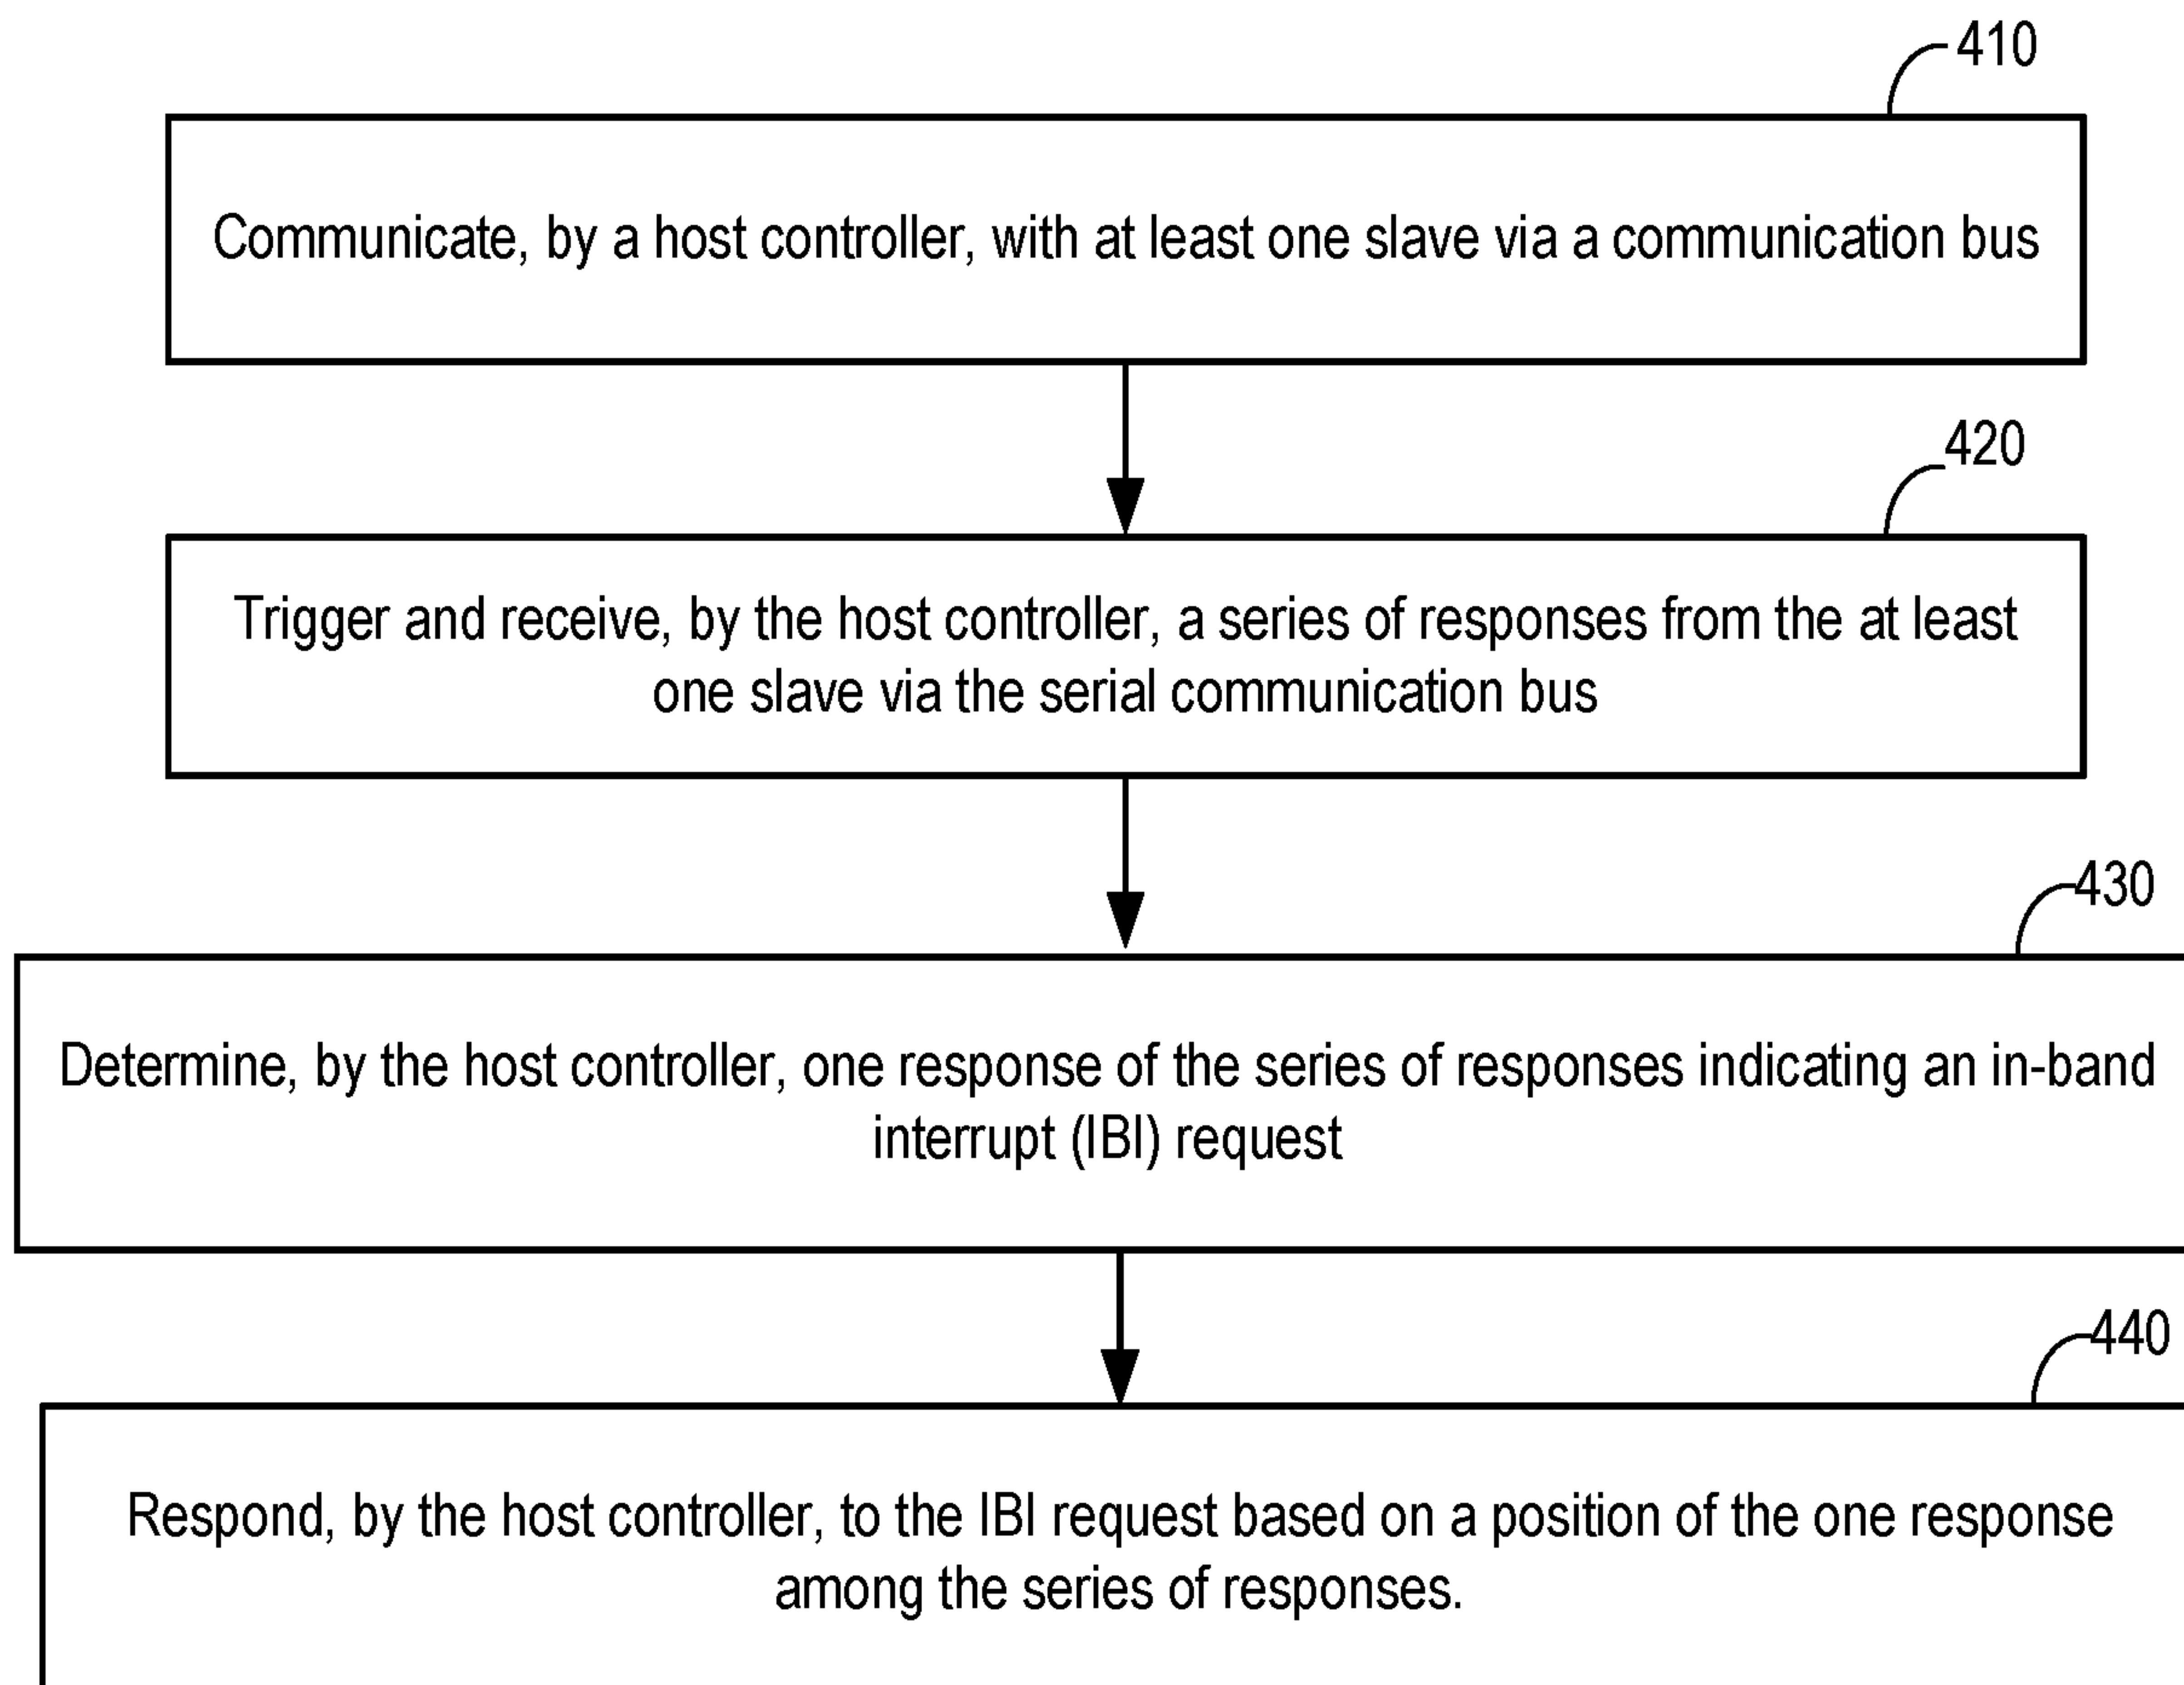 410
Communicate, by a host controller, with at least one slave via a communication bus
420
Trigger and receive, by the host controller, a series of responses from the at least
one slave via the serial communication bus
430
Determine, by the host controller, one response of the series of responses indicating an in-band
interrupt (IBI) request
440
Respond, by the host controller, to the IBI request based on a position of the one response
among the series of responses.